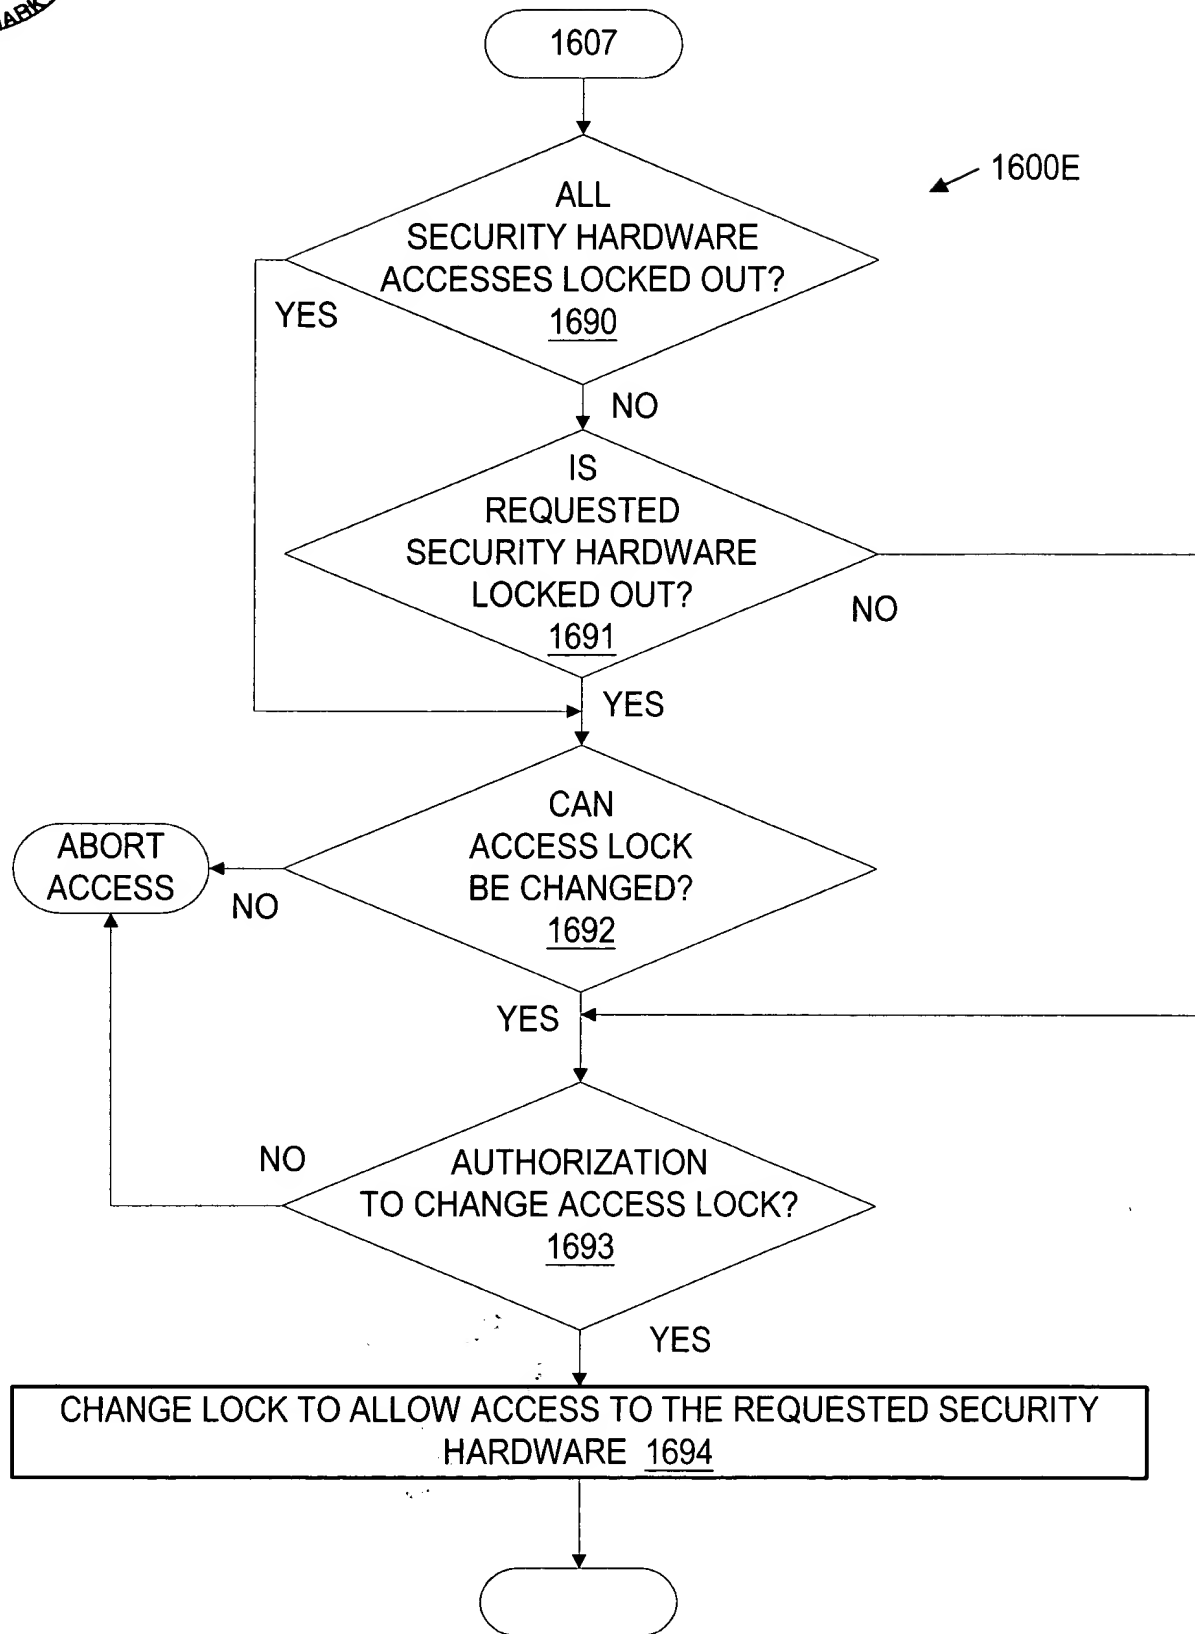 1607
1600E
ALL
SECURITY HARDWARE
ACCESSES LOCKED OUT?
1690
YES
NO
IS
REQUESTED
SECURITY HARDWARE
LOCKED OUT?
1691
NO
YES
CAN
ACCESS LOCK
BE CHANGED?
1692
ABORT
ACCESS
NO
YES
NO
AUTHORIZATION
TO CHANGE ACCESS LOCK?
1693
YES
CHANGE LOCK TO ALLOW ACCESS TO THE REQUESTED SECURITY
HARDWARE 1694